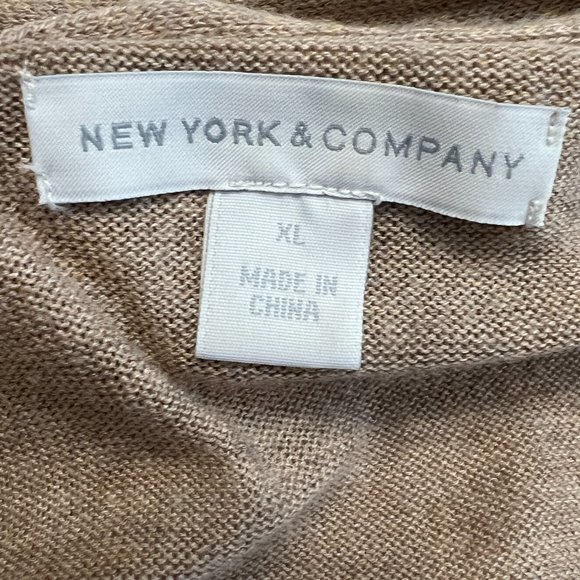 NEW YORK & COMPANY
XL
MADE IN
CHINA